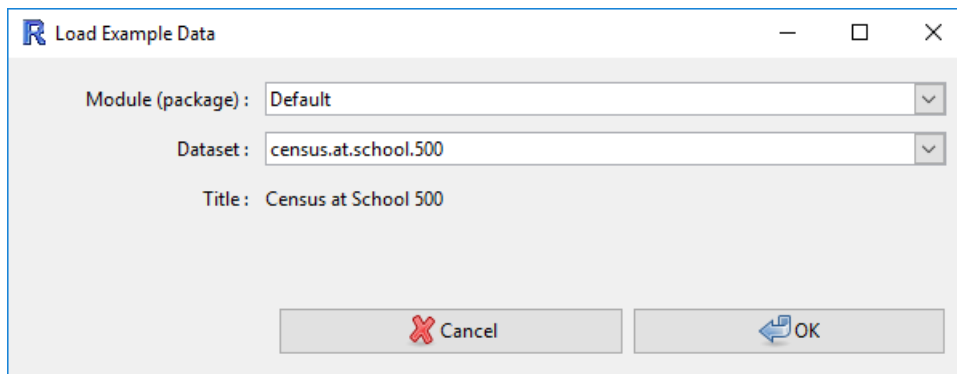 Load Example Data
Module (package) : Default
Dataset : census.at.school.500
Title : Census at School 500
Cancel OK